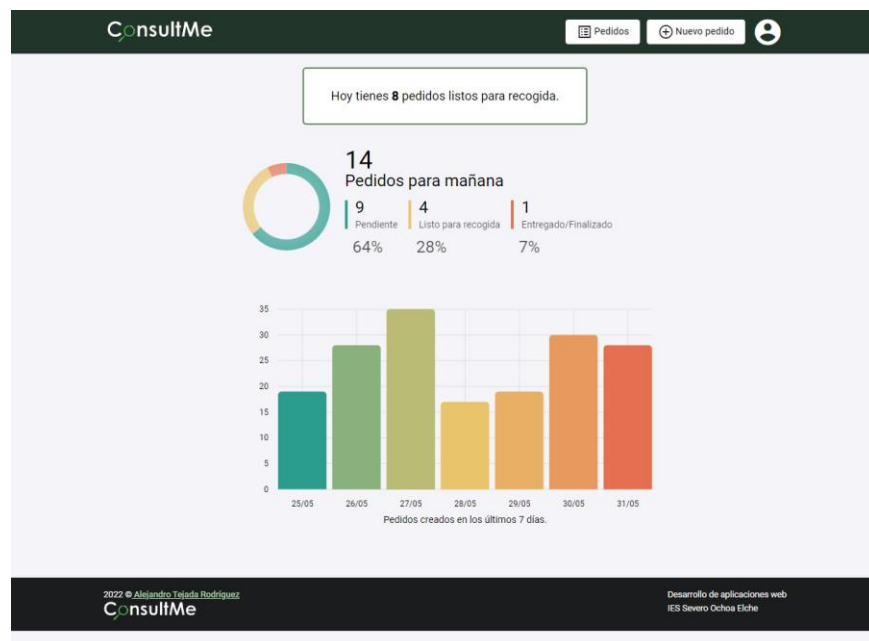 ConsultMe
Pedidos
Nuevo pedido
Hoy tienes 8 pedidos listos para recogida.
14
Pedidos para mañana
9 4 1
Pendiente Listo para recogida Entregado/Finalizado
64% 28% 7%
35
30
25
20
15
10
5
0
25/05 26/05 27/05 28/05 29/05 30/05 31/05
Pedidos creados en los últimos 7 días.
2022 © Alejandro Tejada Rodríguez
ConsultMe
Desarrollo de aplicaciones web
IES Severo Ochoa Elche